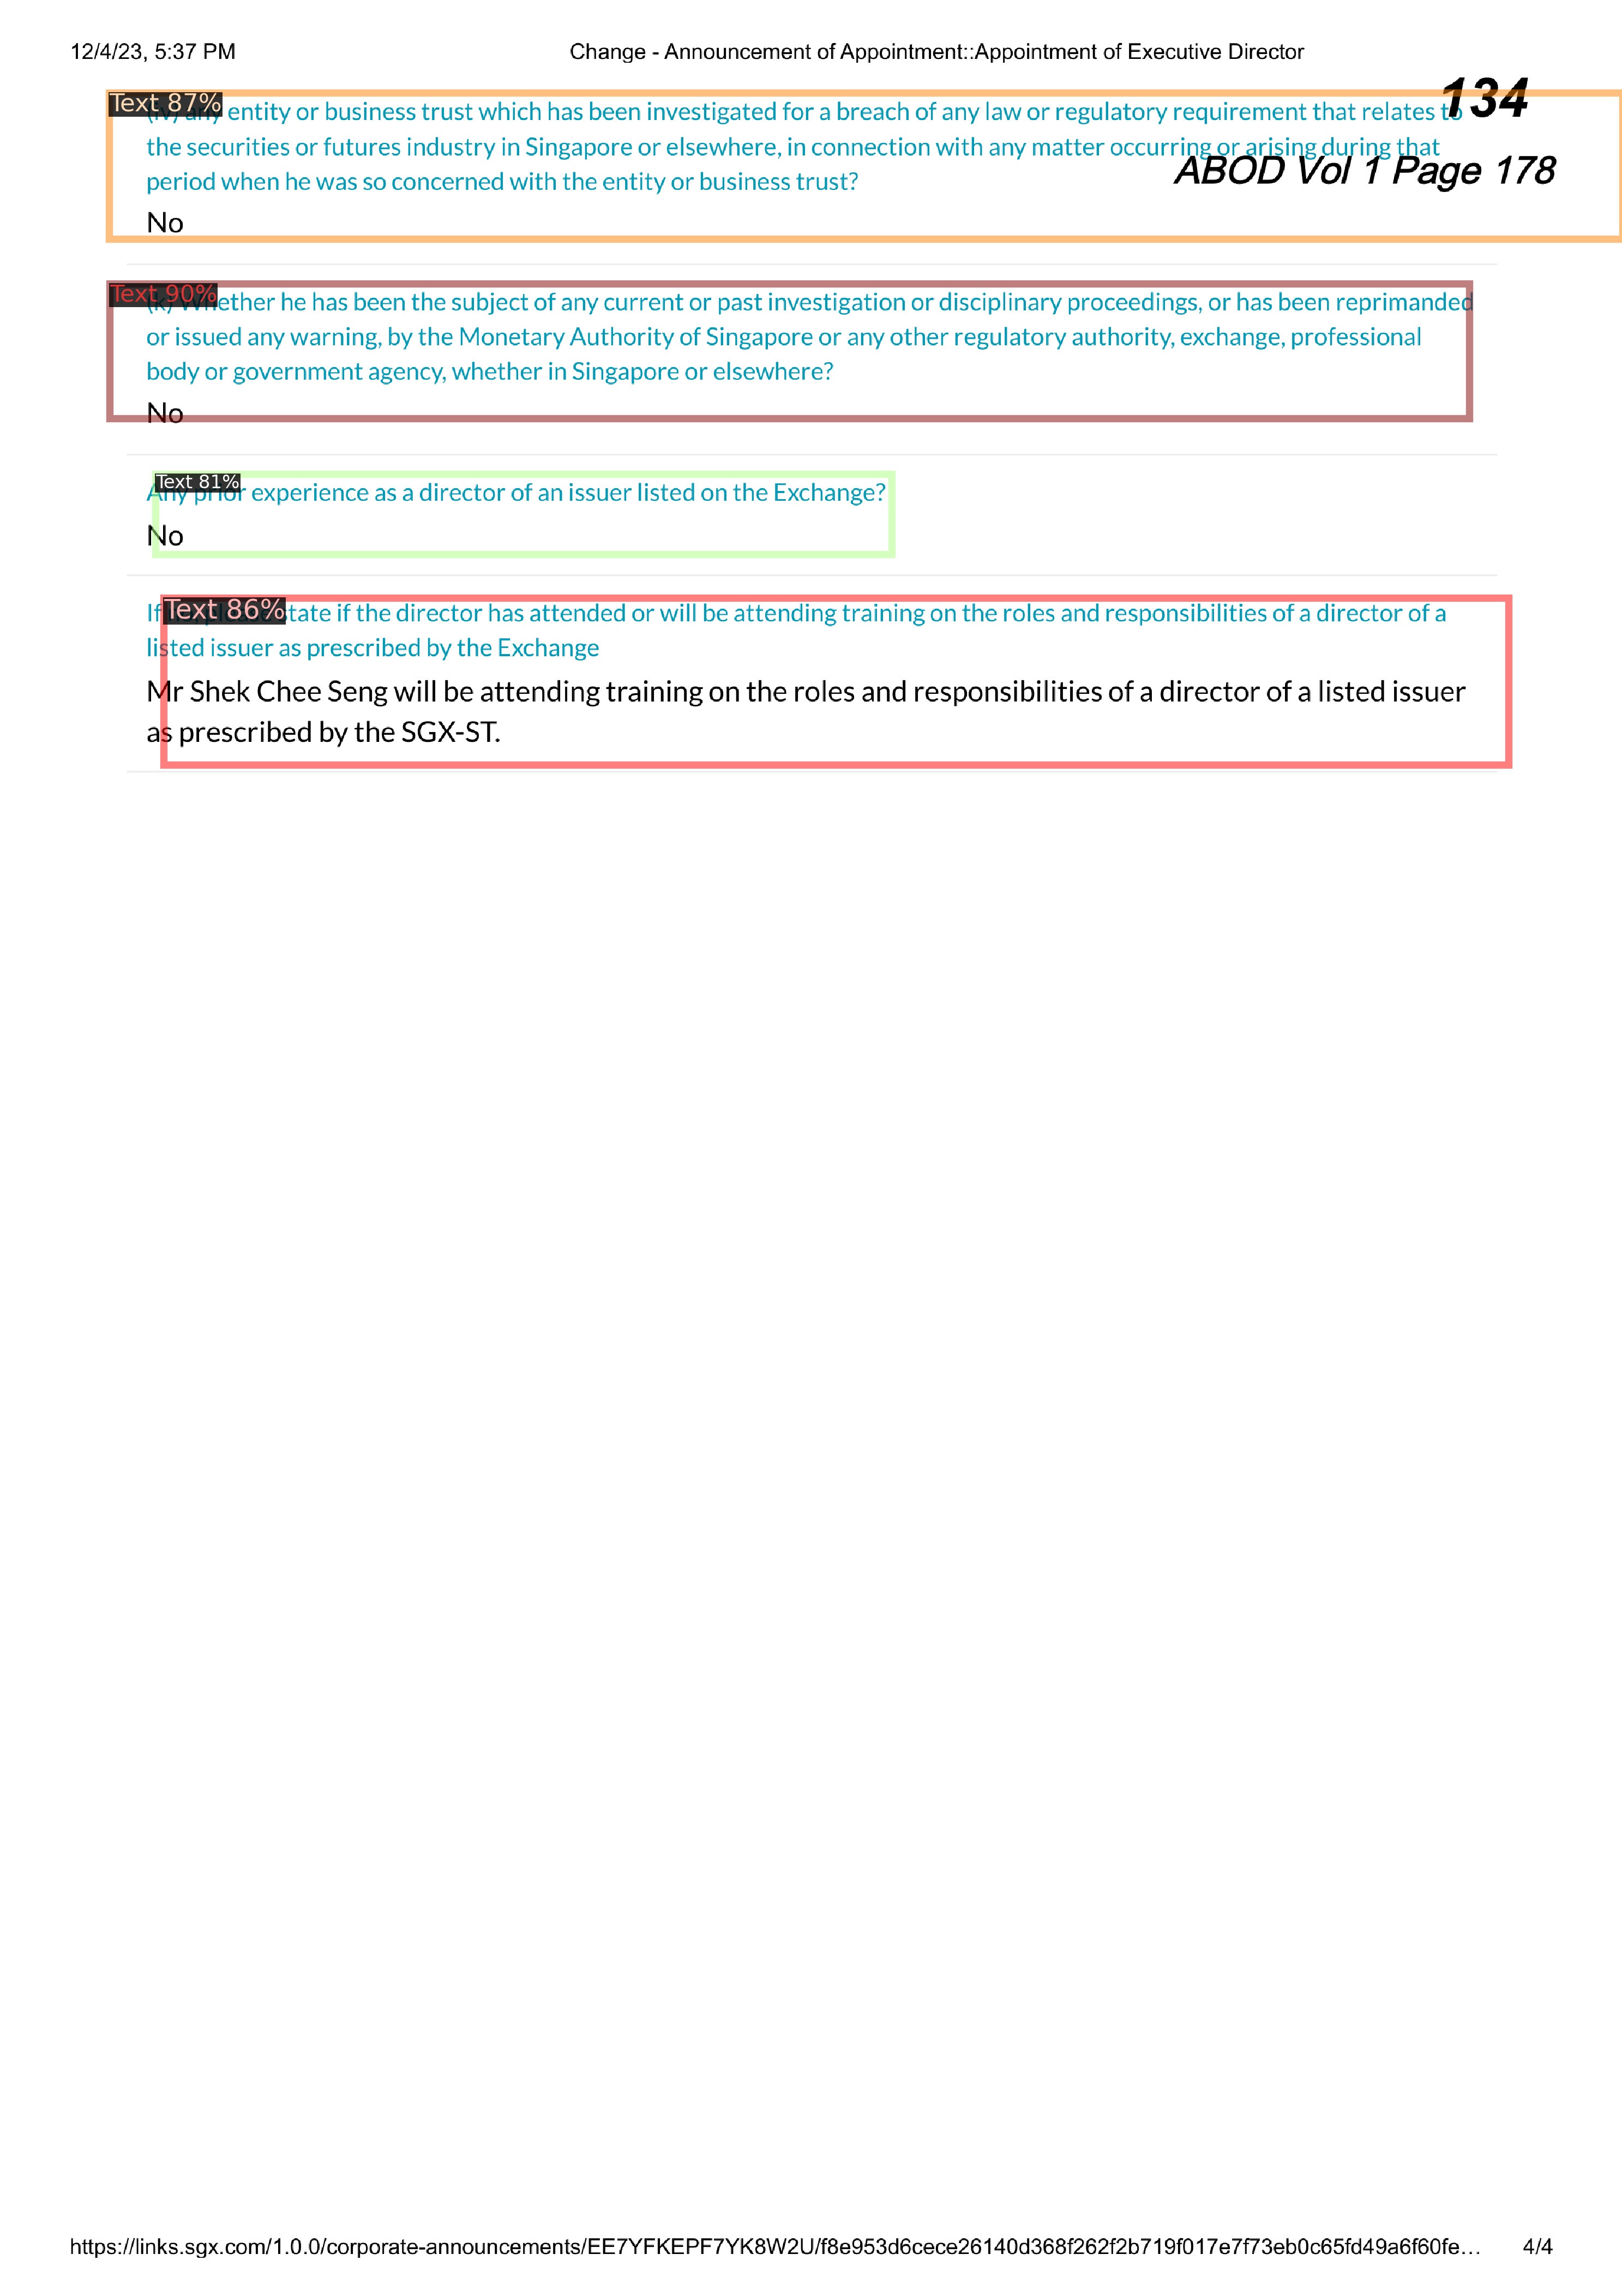 12/4/23, 5:37 PM
Change - Announcement of Appointment::Appointment of Executive Director
134
Text 87%
entity or business trust which has been investigated for a breach of any law or regulatory requirement that relates to
the securities or futures industry in Singapore or elsewhere, in connection with any matter occurring or arising during that
ABOD Vol 1 Page 178
period when he was so concerned with the entity or business trust?
No
Text 90%
(k) Whether he has been the subject of any current or past investigation or disciplinary proceedings, or has been reprimanded
or issued any warning, by the Monetary Authority of Singapore or any other regulatory authority, exchange, professional
body or government agency, whether in Singapore or elsewhere?
No
Text 81%
Any prior experience as a director of an issuer listed on the Exchange?
No
Text 86%
If state if the director has attended or will be attending training on the roles and responsibilities of a director of a
listed issuer as prescribed by the Exchange
Mr Shek Chee Seng will be attending training on the roles and responsibilities of a director of a listed issuer
as prescribed by the SGX-ST.
https://links.sgx.com/1.0.0/corporate-announcements/EE7YFKEPF7YK8W2U/f8e953d6cece26140d368f262f2b719f017e7f73eb0c65fd49a6f60fe…
4/4